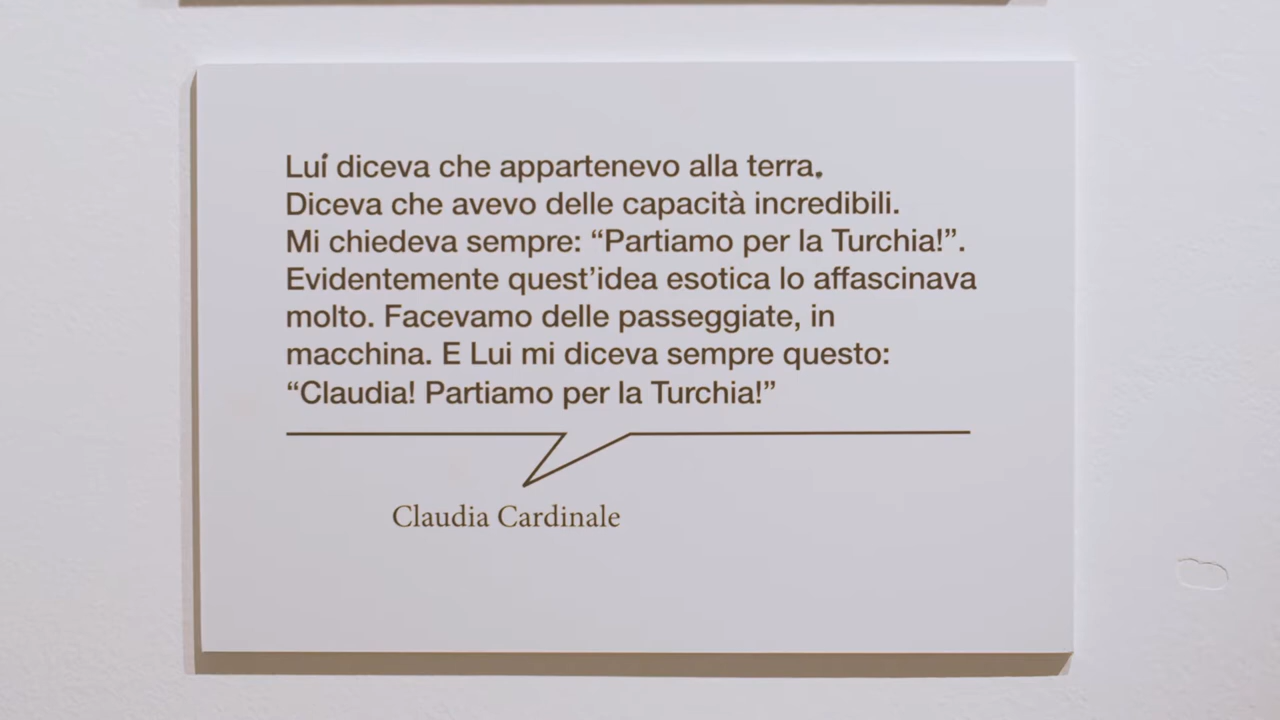 Lui diceva che appartenevo alla terra.
Diceva che avevo delle capacità incredibili.
Mi chiedeva sempre: “Partiamo per la Turchia!”.
Evidentemente quest’idea esotica lo affascinava
molto. Facevamo delle passeggiate, in
macchina. E Lui mi diceva sempre questo:
“Claudia! Partiamo per la Turchia!”
Claudia Cardinale